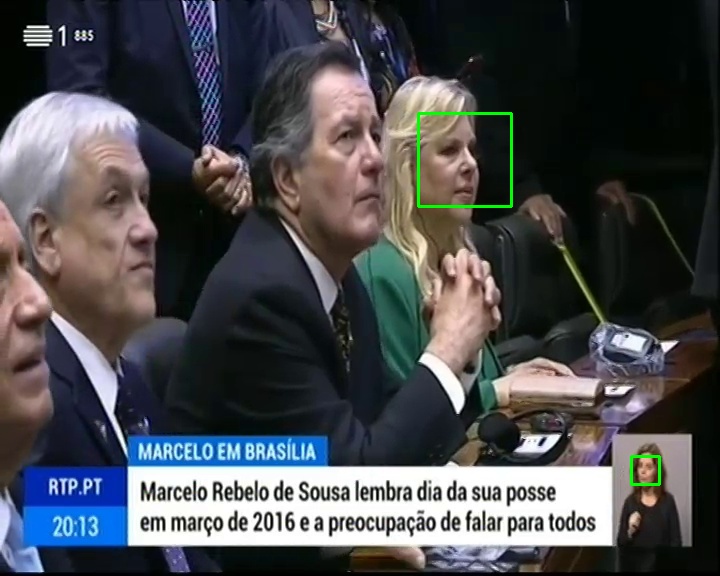 1 885
MARCELO EM BRASÍLIA
RTP.PT
Marcelo Rebelo de Sousa lembra dia da sua posse
20:13
em março de 2016 e a preocupação de falar para todos